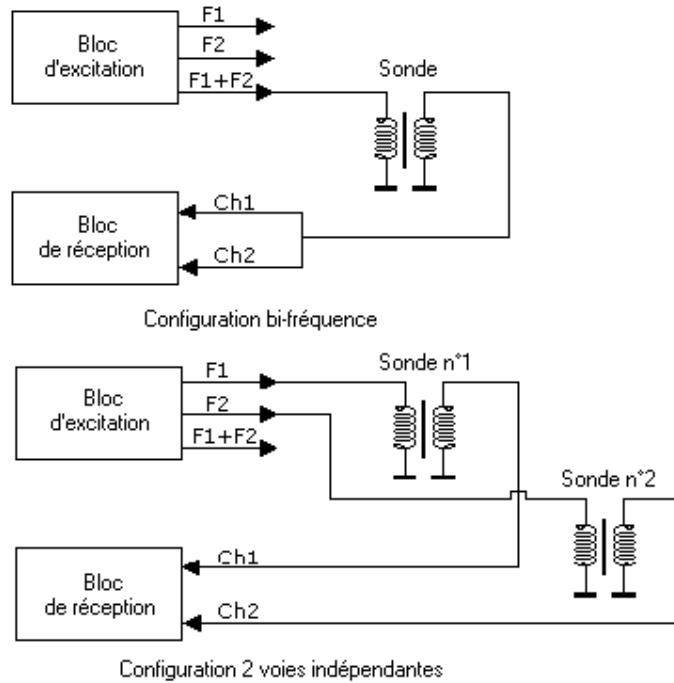 F1
Bloc
d'excitation
F2
F1+F2
Sonde
Bloc
de réception
Ch1
Ch2
Configuration bi-fréquence
Bloc
d'excitation
F1
F2
F1+F2
Sonde n°1
Sonde n°2
Bloc
de réception
Ch1
Ch2
Configuration 2 voies indépendantes